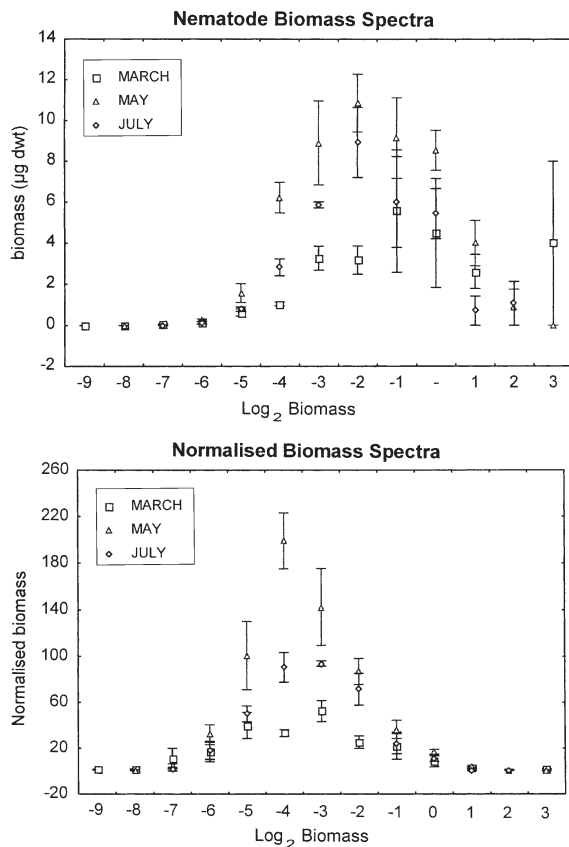 Nematode Biomass Spectra
14
12
10
8
6
4
2
0
-2
biomass (µg dwt)
MARCH
MAY
JULY
-9 -8 -7 -6 -5 -4 -3 -2 -1 - 1 2 3
Log2 Biomass
Normalised Biomass Spectra
260
220
180
140
100
60
20
-20
Normalised biomass
MARCH
MAY
JULY
-9 -8 -7 -6 -5 -4 -3 -2 -1 0 1 2 3
Log2 Biomass